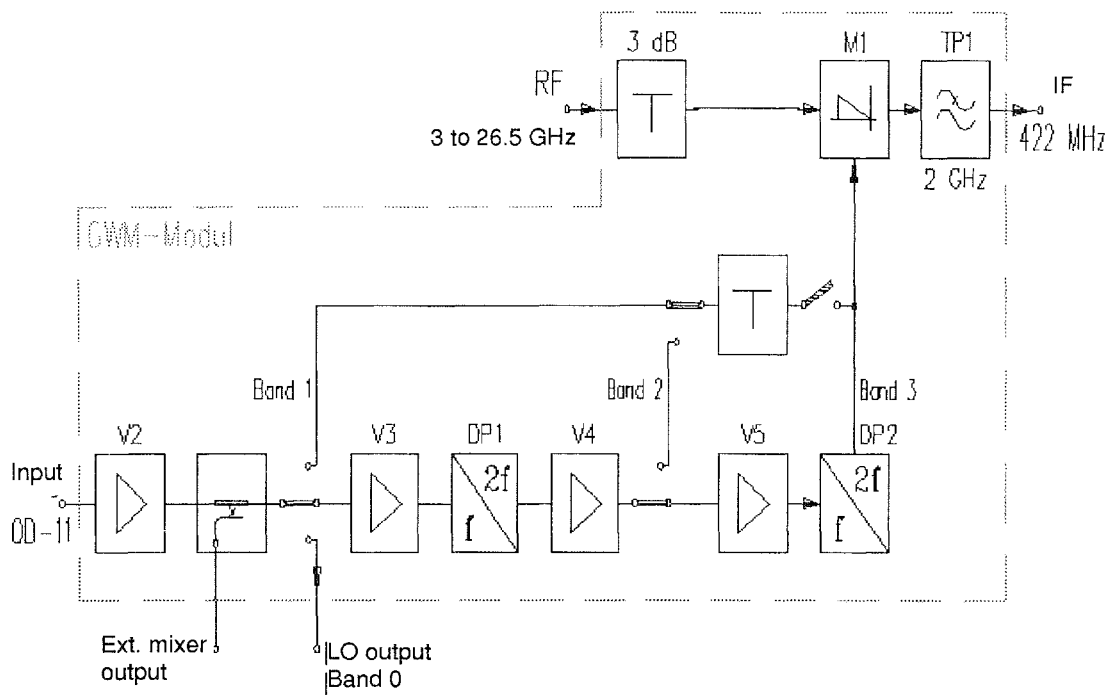 3 dB
M1
TP1
RF
IF
3 to 26.5 GHz
422 MHz
2 GHz
GWM-Modul
Band 1
Band 2
Band 3
V2
V3
DP1
V4
V5
DP2
Input
OD-11
2f
f
2f
f
Ext. mixer
output
LO output
Band 0